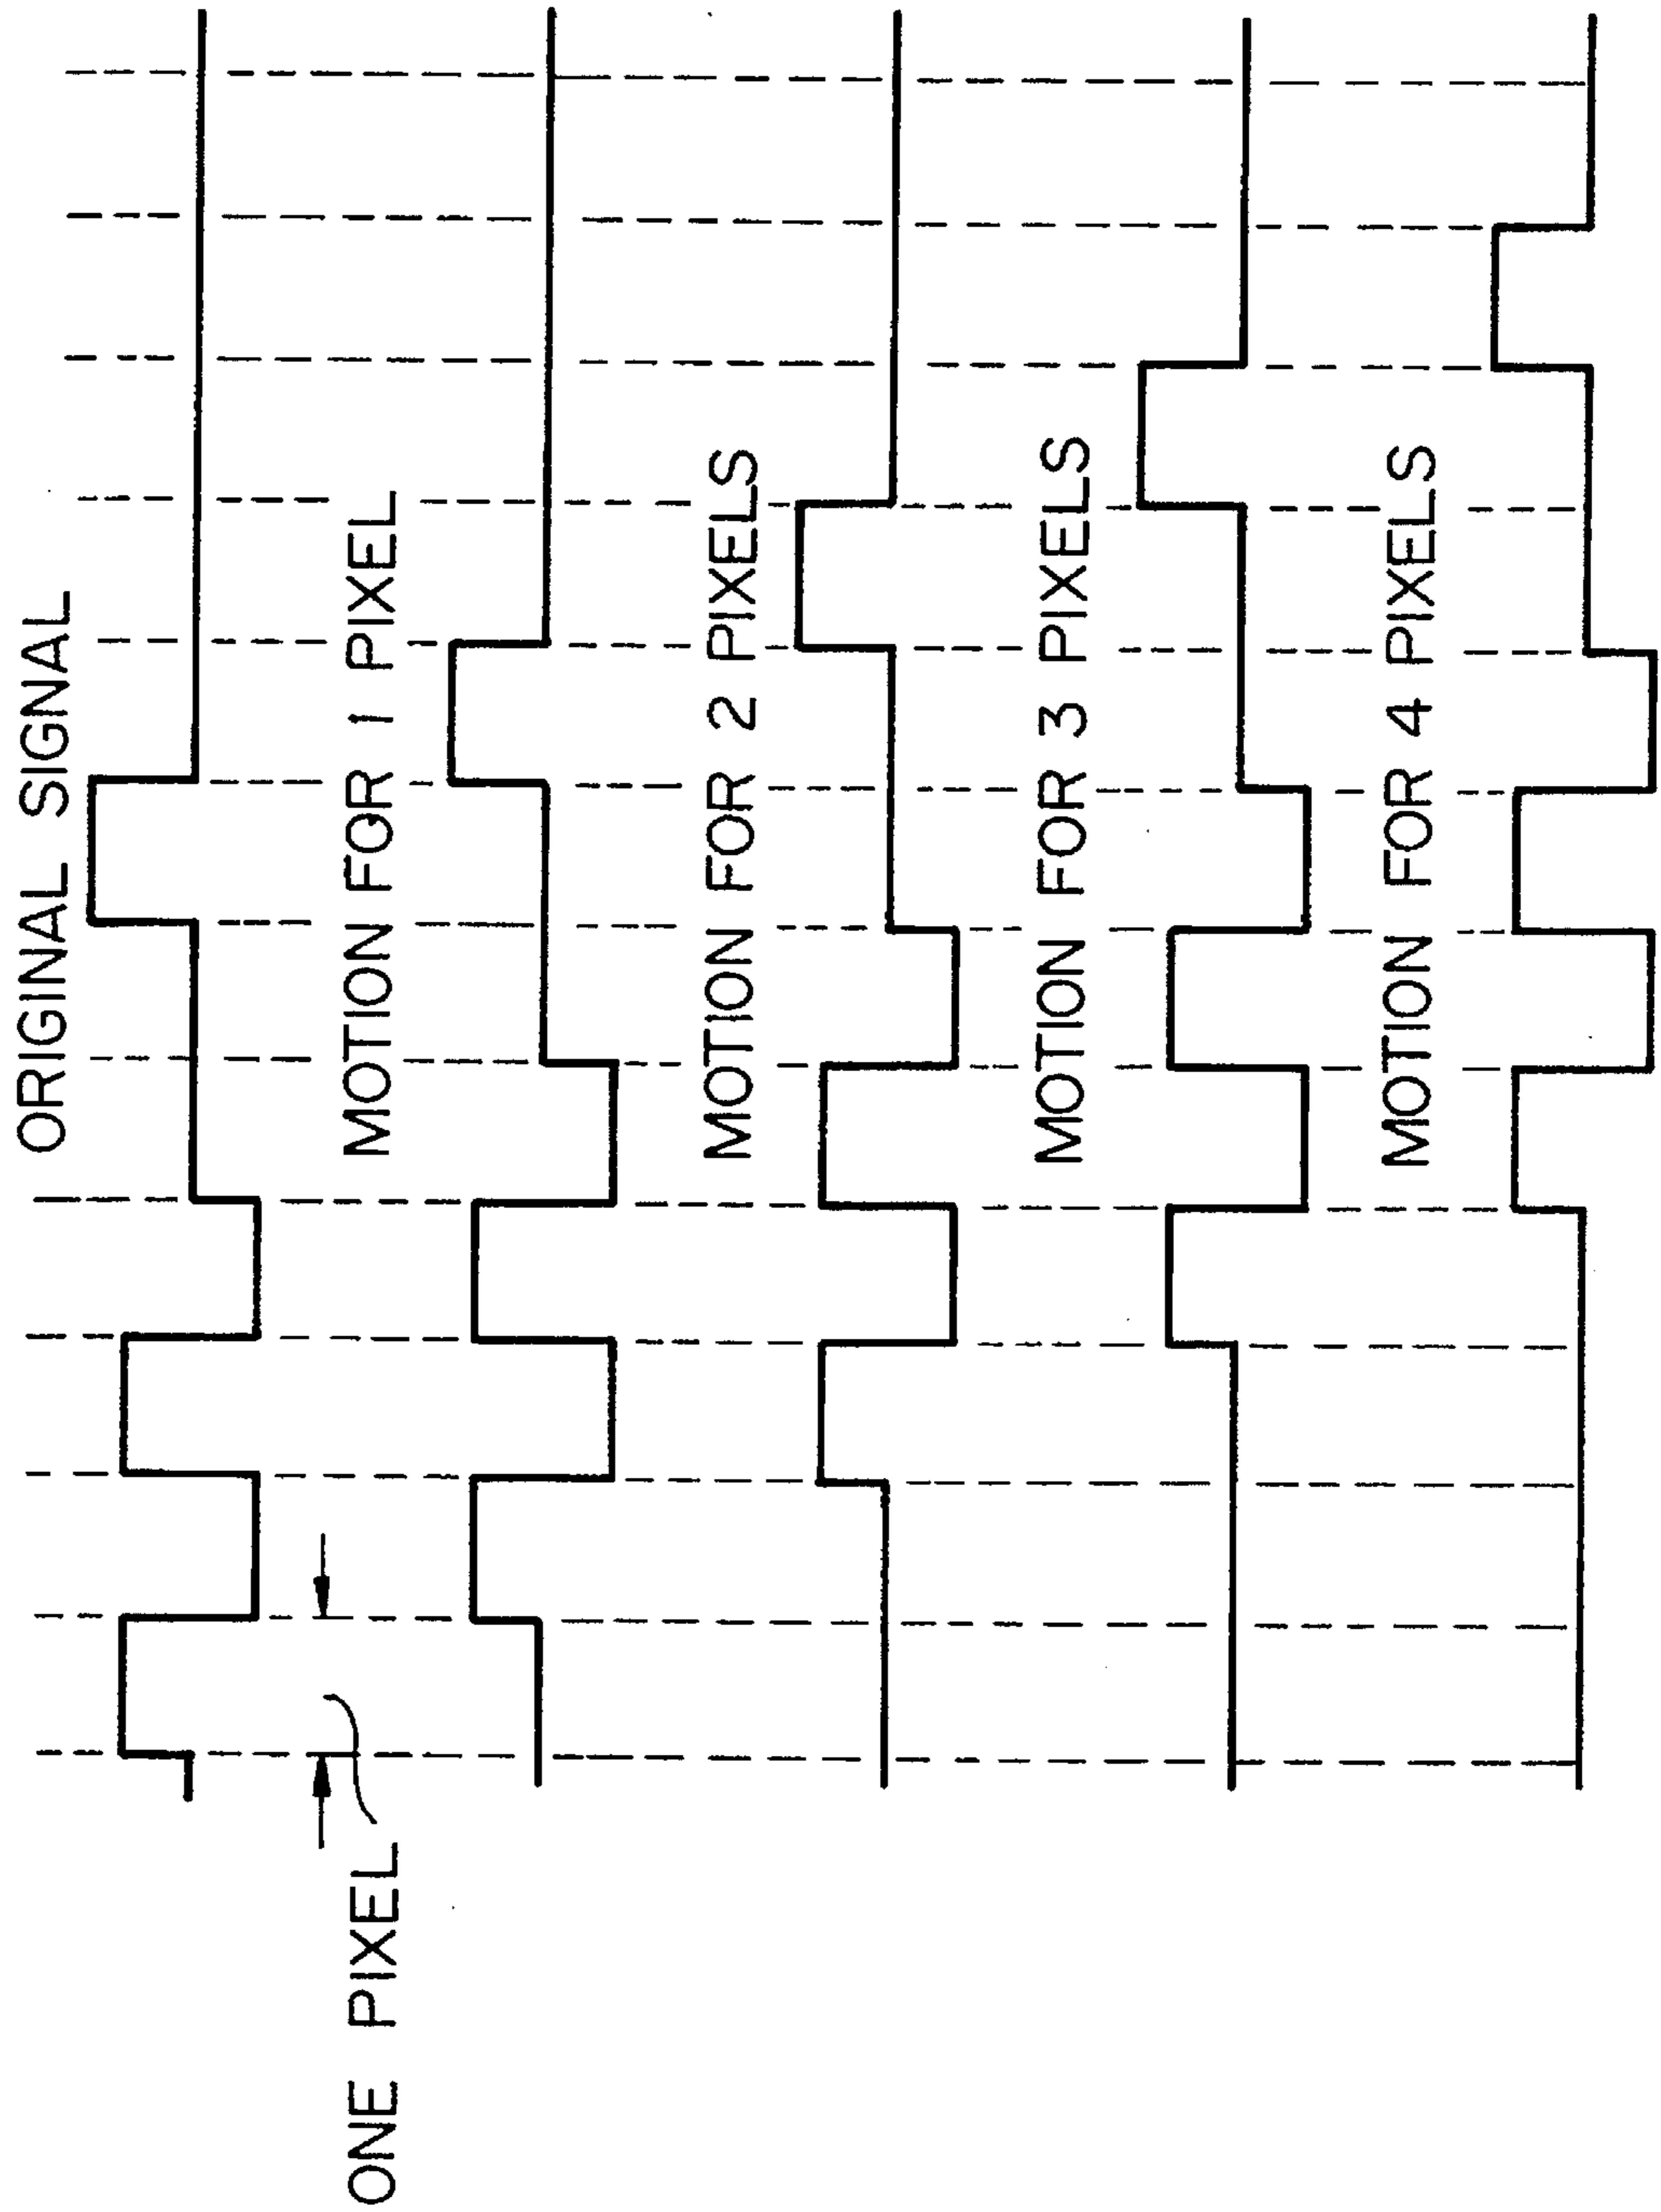 ORIGINAL SIGNAL
ONE PIXEL
MOTION FOR 1 PIXEL
MOTION FOR 2 PIXELS
MOTION FOR 3 PIXELS
MOTION FOR 4 PIXELS